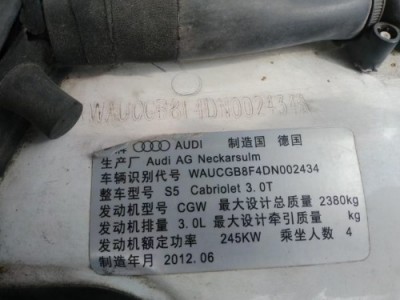 WAUCGB8F4DN002434
AUDI 制造国 德国
生产厂 Audi AG Neckarsulm
车辆识别代号 WAUCGB8F4DN002434
整车型号 S5 Cabriolet 3.0T
发动机型号 CGW 最大设计总质量 2380kg
发动机排量 3.0L 最大设计牵引质量 kg
发动机额定功率 245KW 乘坐人数 4
制造年月 2012.06